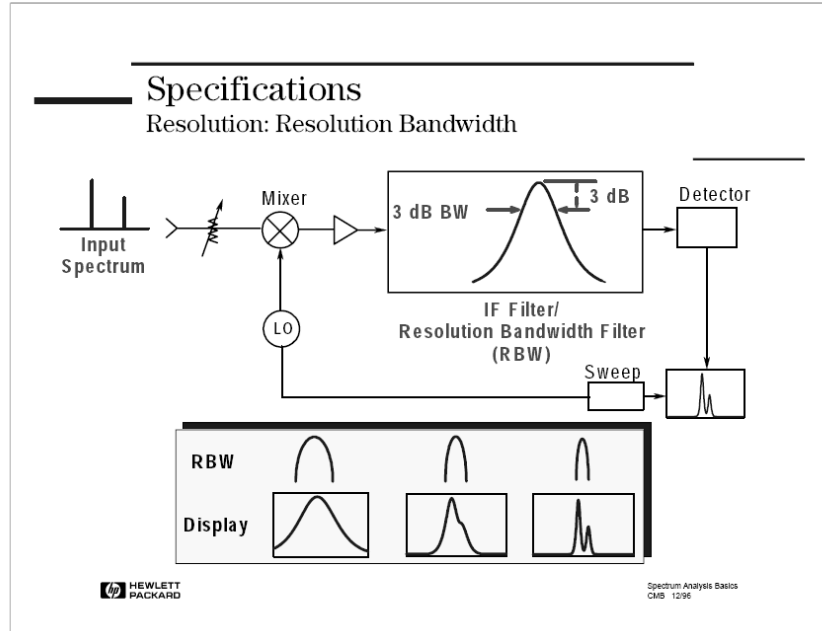 Specifications
Resolution: Resolution Bandwidth
Mixer
3 dB BW
3 dB
Detector
Input
Spectrum
LO
IF Filter/
Resolution Bandwidth Filter
(RBW)
Sweep
RBW
Display
hp HEWLETT
PACKARD
Spectrum Analysis Basics
CMB 12/96